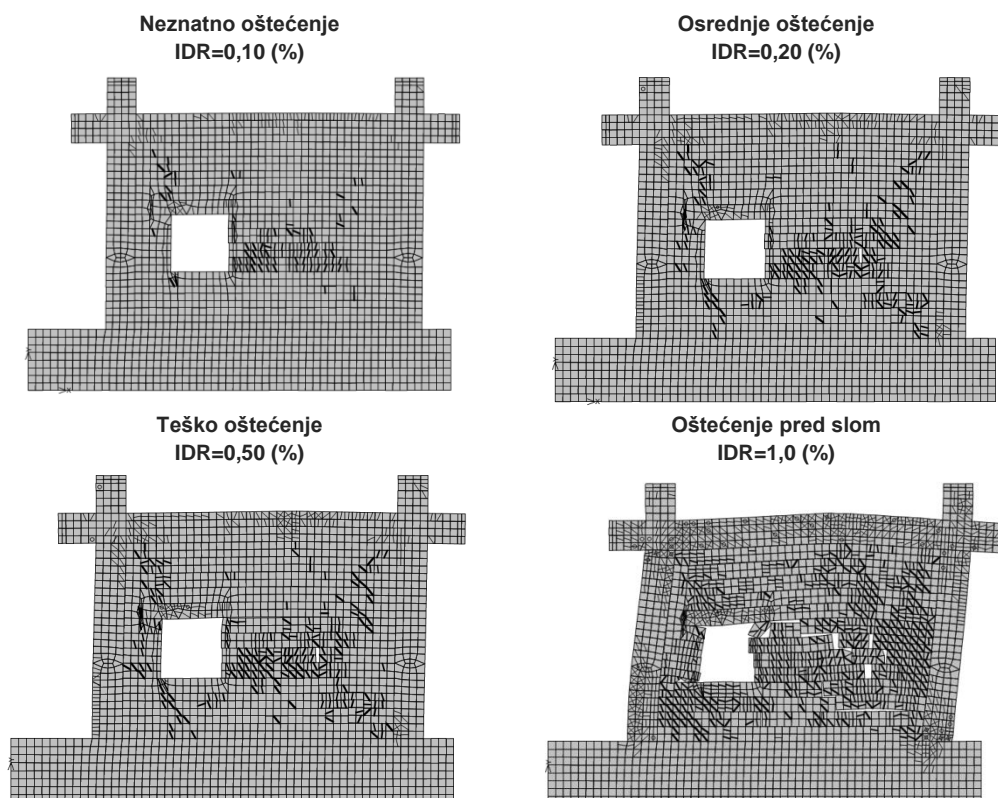 Neznatno oštećenje
IDR=0,10 (%)
Osrednje oštećenje
IDR=0,20 (%)
Teško oštećenje
IDR=0,50 (%)
Oštećenje pred slom
IDR=1,0 (%)